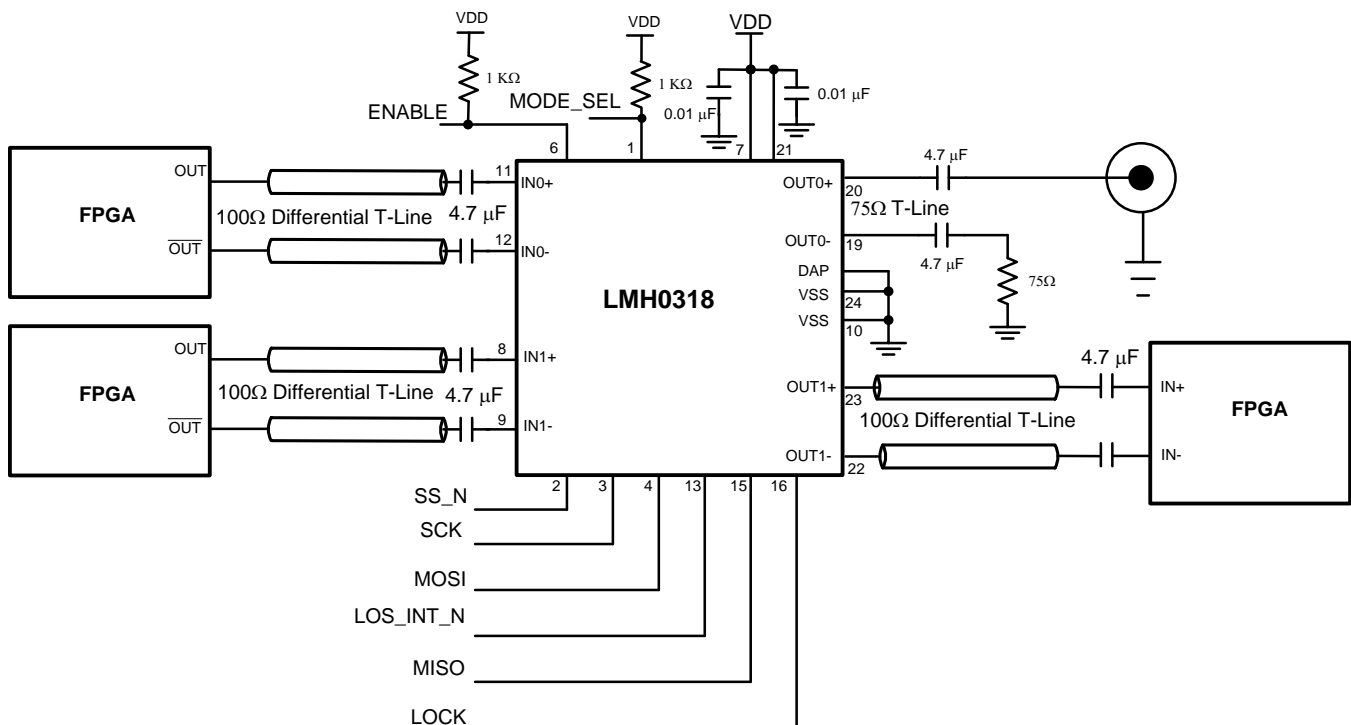 VDD
VDD
VDD
1 KΩ
1 KΩ
0.01 µF
0.01 µF
MODE_SEL
ENABLE
6
1
7
21
OUT
FPGA
OUT
100Ω Differential T-Line
4.7 µF
11
IN0+
12
IN0-
OUT
FPGA
OUT
100Ω Differential T-Line
4.7 µF
8
IN1+
9
IN1-
LMH0318
OUT0+
20
4.7 µF
75Ω T-Line
OUT0-
19
4.7 µF
75Ω
DAP
VSS
24
VSS
10
OUT1+
23
100Ω Differential T-Line
OUT1-
22
4.7 µF
IN+
FPGA
IN-
2
3
4
13
15
16
SS_N
SCK
MOSI
LOS_INT_N
MISO
LOCK